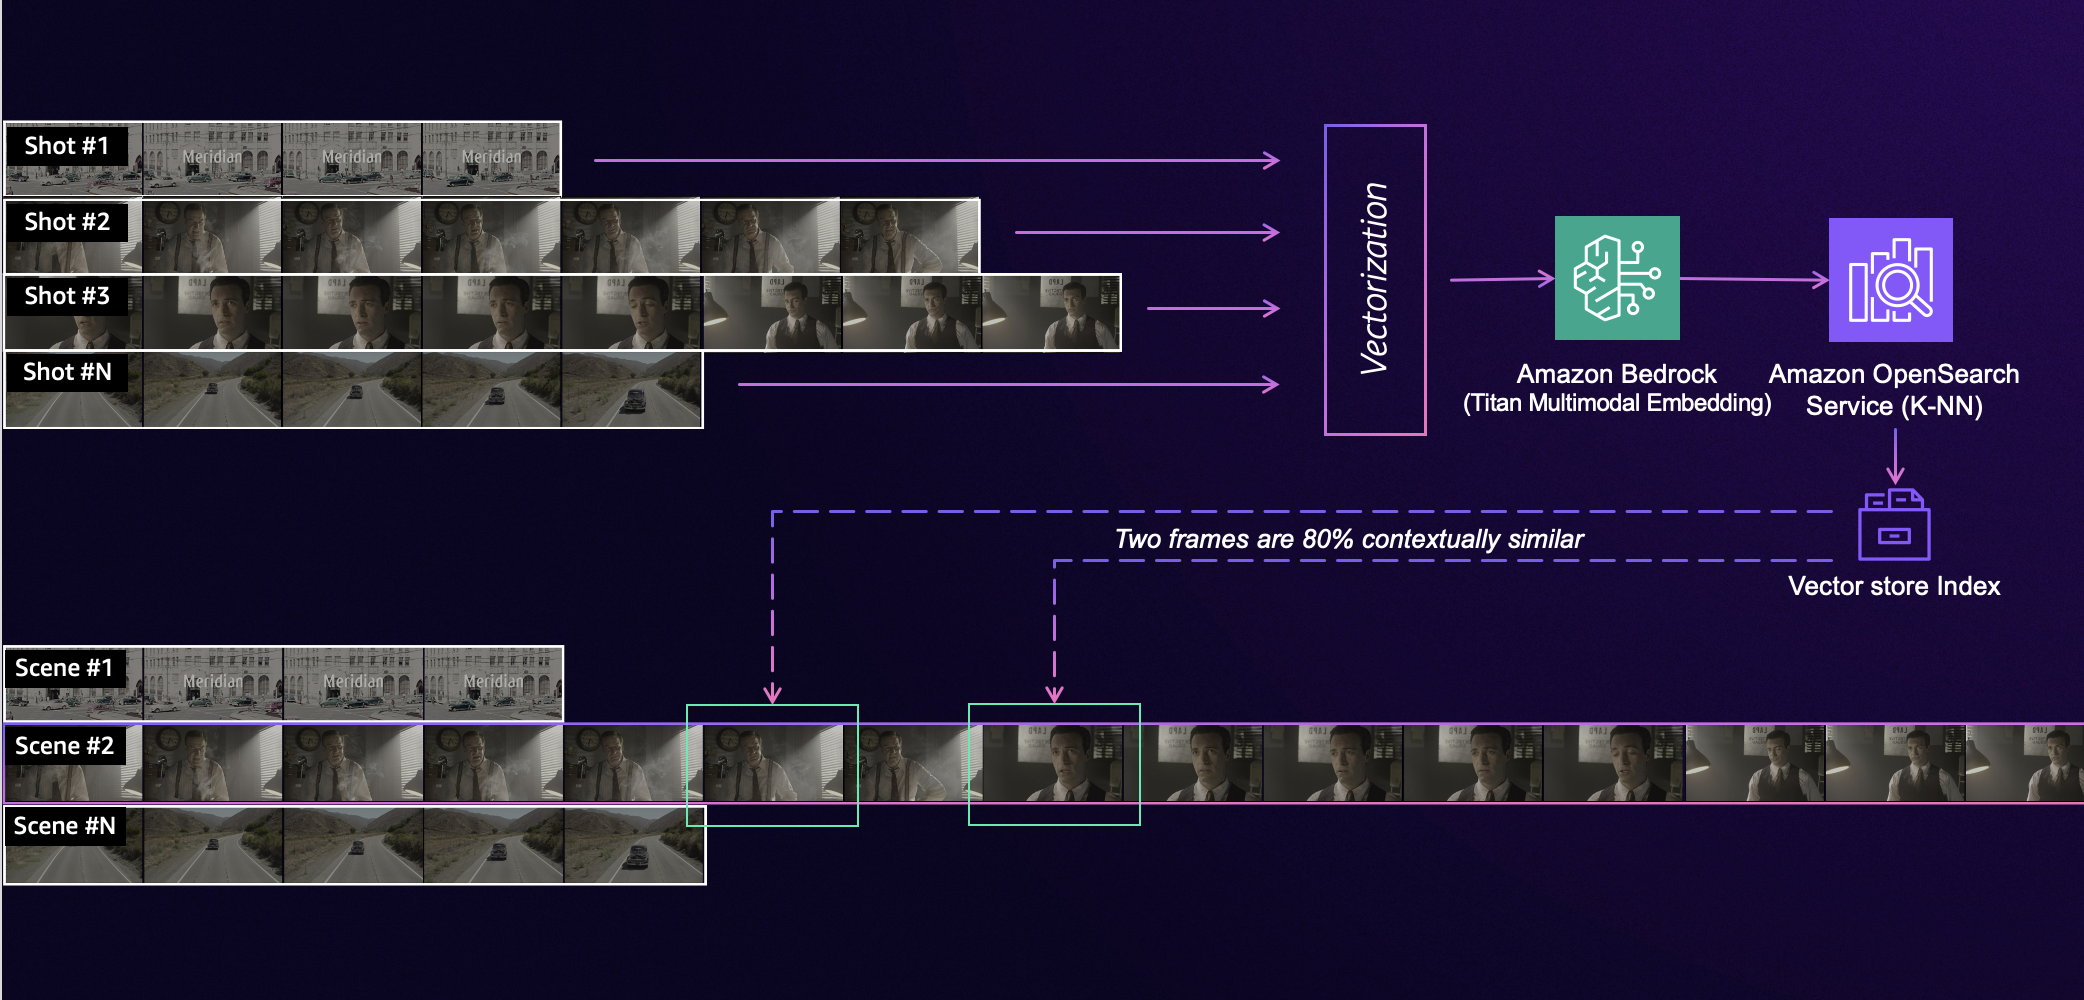 Shot #1
Meridian
Meridian
Meridian
Shot #2
Shot #3
Shot #N
Vectorization
Amazon Bedrock
(Titan Multimodal Embedding)
Amazon OpenSearch
Service (K-NN)
Two frames are 80% contextually similar
Vector store Index
Scene #1
Meridian
Meridian
Meridian
Scene #2
Scene #N